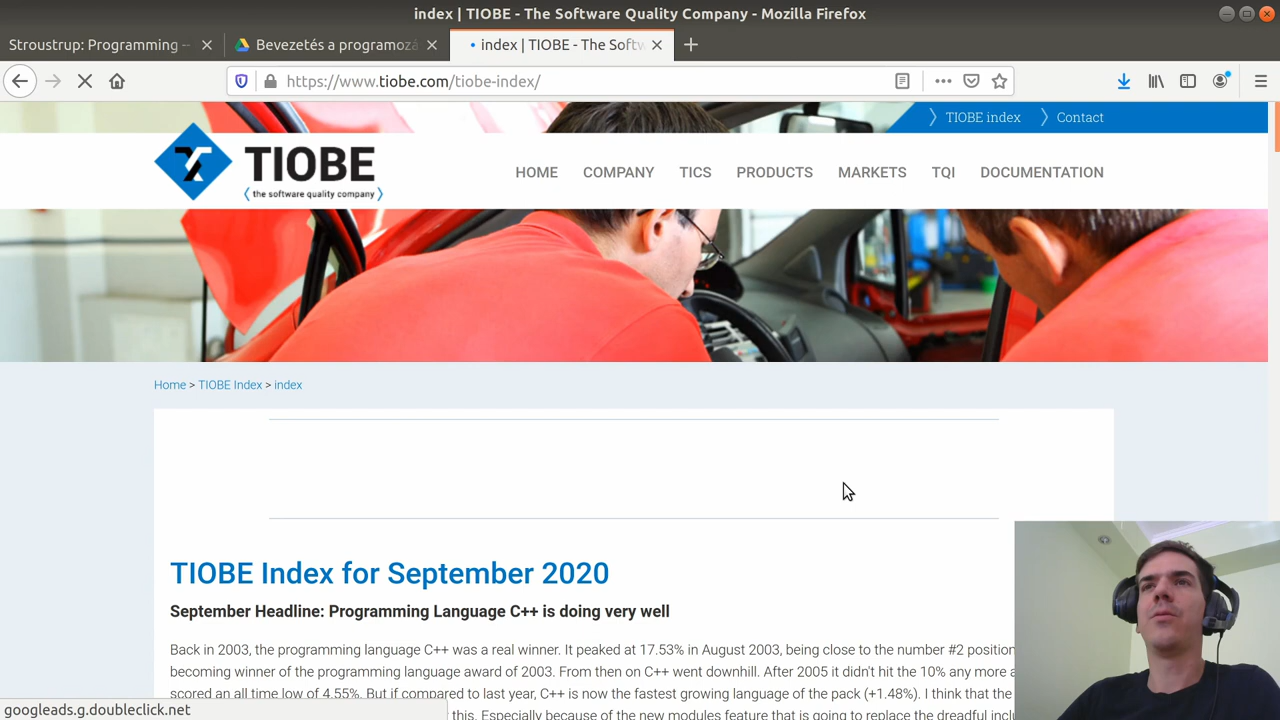 index | TIOBE - The Software Quality Company - Mozilla Firefox
Stroustrup: Programming --
Bevezetés a programozá
index | TIOBE - The Softw
https://www.tiobe.com/tiobe-index/
TIOBE index
Contact
TIOBE
(the software quality company)
HOME
COMPANY
TICS
PRODUCTS
MARKETS
TQI
DOCUMENTATION
Home > TIOBE Index > index
TIOBE Index for September 2020
September Headline: Programming Language C++ is doing very well
Back in 2003, the programming language C++ was a real winner. It peaked at 17.53% in August 2003, being close to the number #2 position
becoming winner of the programming language award of 2003. From then on C++ went downhill. After 2005 it didn't hit the 10% any more a
scored an all time low of 4.55%. But if compared to last year, C++ is now the fastest growing language of the pack (+1.48%). I think that the
this. Especially because of the new modules feature that is going to replace the dreadful incl
googleads.g.doubleclick.net